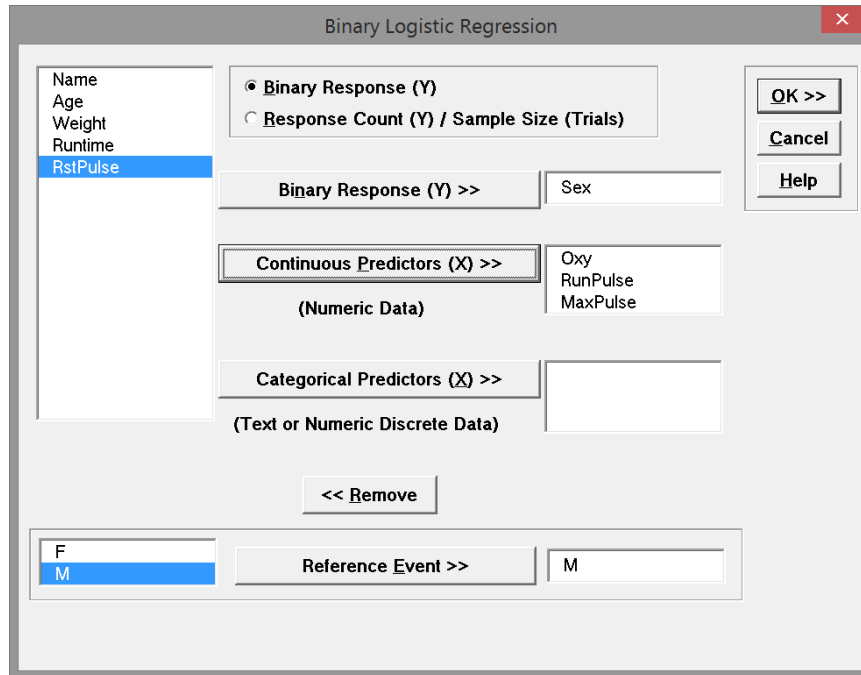 Binary Logistic Regression
Name
Age
Weight
Runtime
RstPulse
Binary Response (Y)
Response Count (Y) / Sample Size (Trials)
OK >>
Cancel
Help
Binary Response (Y) >>
Sex
Continuous Predictors (X) >>
(Numeric Data)
Oxy
RunPulse
MaxPulse
Categorical Predictors (X) >>
(Text or Numeric Discrete Data)
<< Remove
F
M
Reference Event >>
M